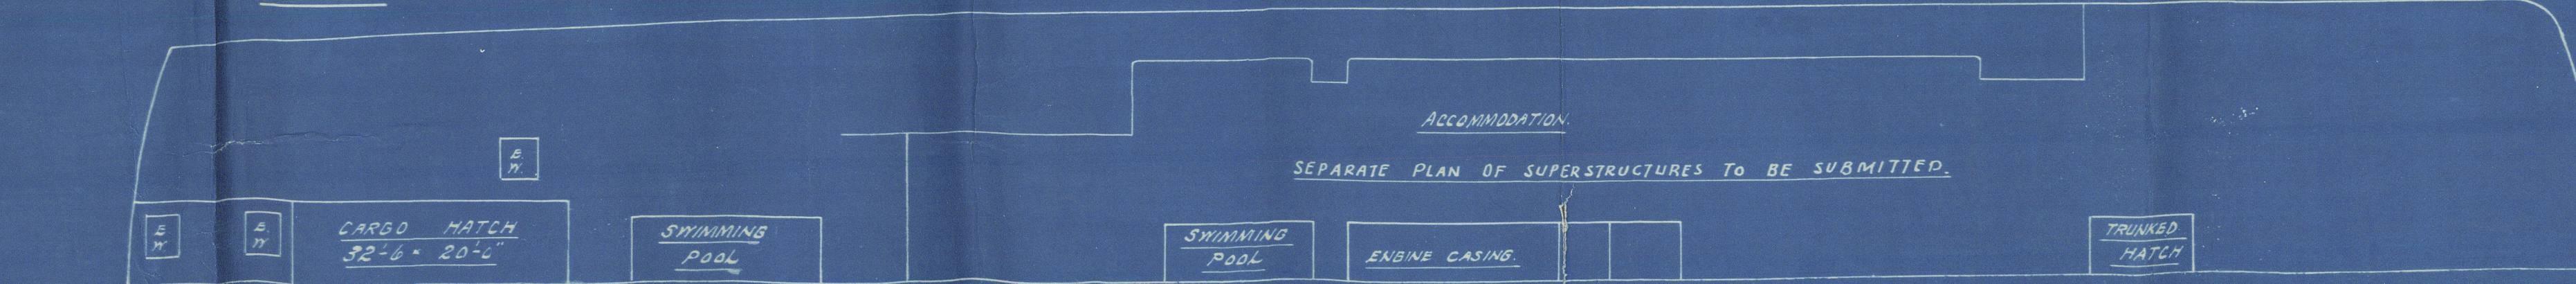 ACCOMMODATION.
SEPARATE PLAN OF SUPERSTRUCTURES TO BE SUBMITTED.
E.
W.
E
W
E.
W
CARGO HATCH
32'-6 × 20'-6"
SWIMMING
POOL
SWIMMING
POOL
ENGINE CASING.
TRUNKED
HATCH